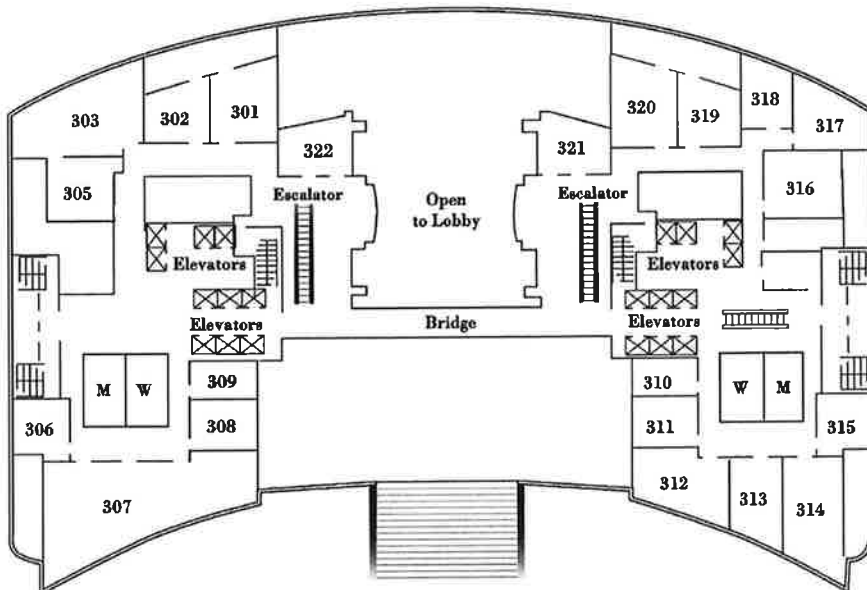 303
302
301
322
321
320
319
318
317
305
316
Escalator
Open
to Lobby
Escalator
Elevators
Elevators
Elevators
Bridge
Elevators
309
M
W
310
W
M
306
308
311
315
307
312
313
314